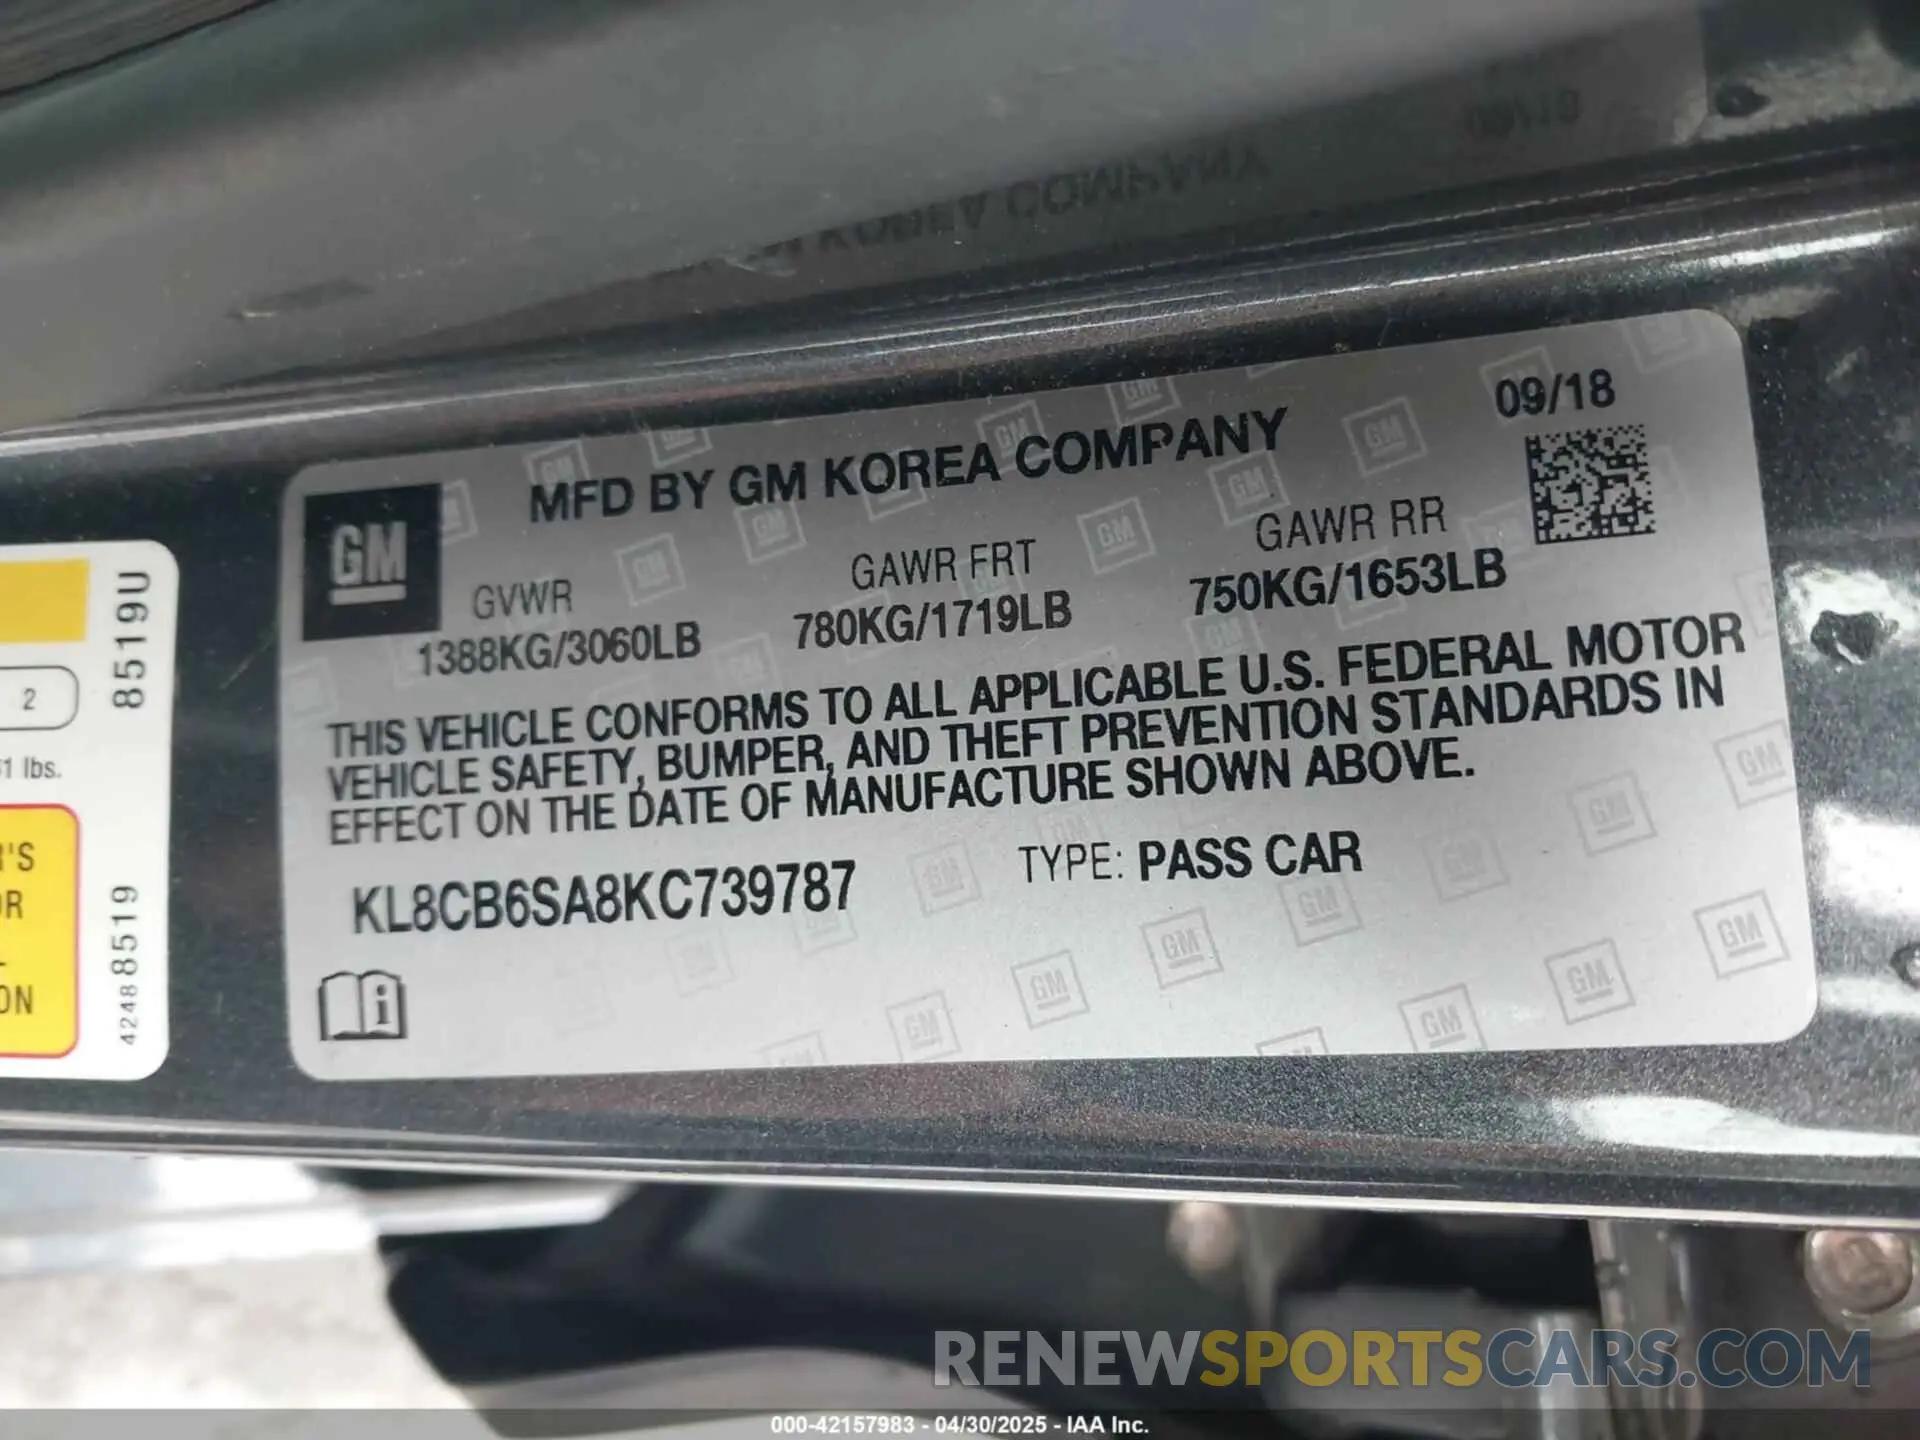 09/18
MFD BY GM KOREA COMPANY
GM
GVWR
GAWR FRT
GAWR RR
1388KG/3060LB
780KG/1719LB
750KG/1653LB
THIS VEHICLE CONFORMS TO ALL APPLICABLE U.S. FEDERAL MOTOR
VEHICLE SAFETY, BUMPER, AND THEFT PREVENTION STANDARDS IN
EFFECT ON THE DATE OF MANUFACTURE SHOWN ABOVE.
KL8CB6SA8KC739787
TYPE: PASS CAR
8519U
2
lbs.
42488519
RENEWSPORTSCARS.COM
000-42157983 - 04/30/2025 - IAA Inc.